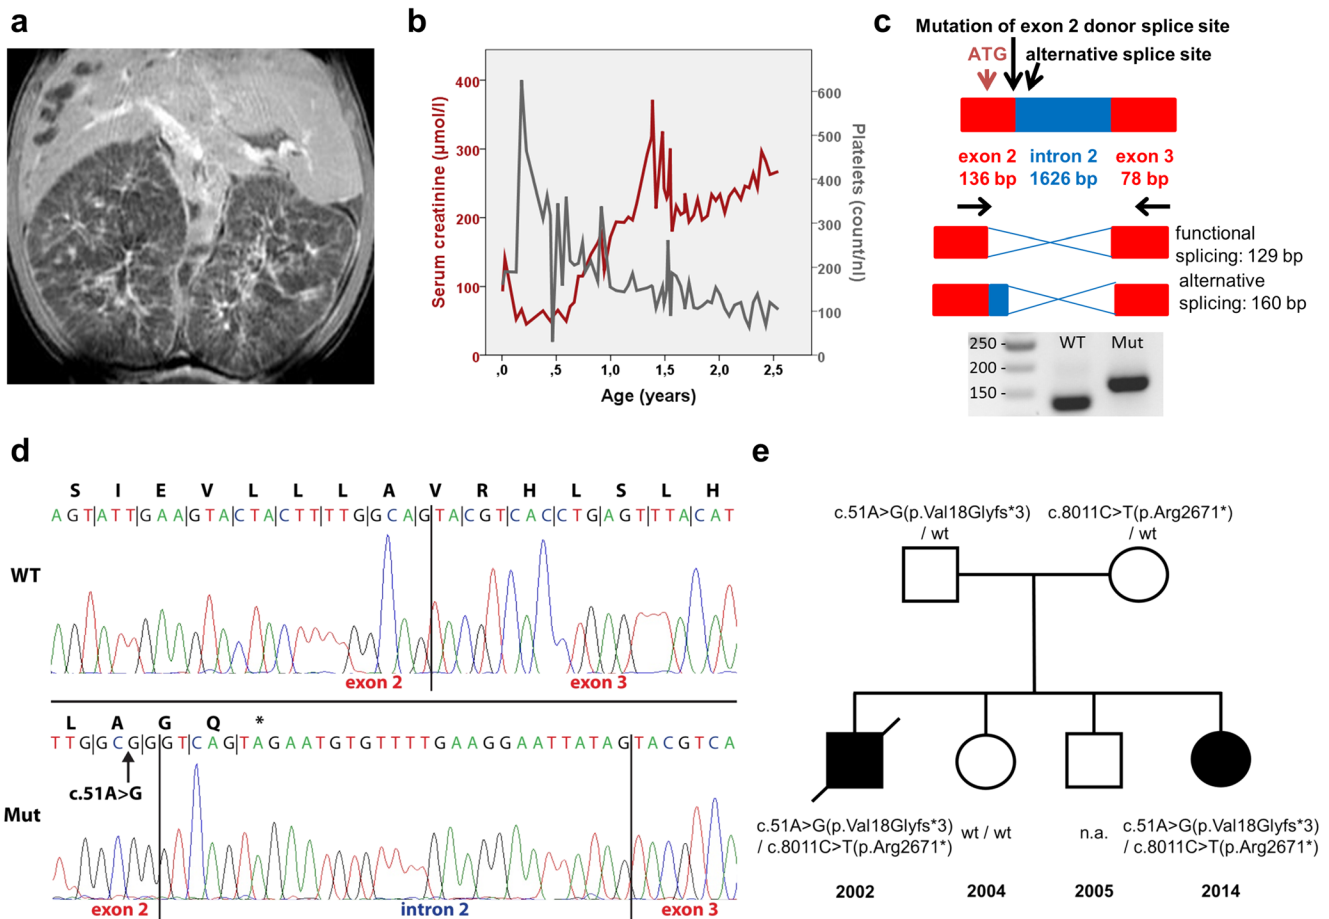 a
b
Serum creatinine (µmol/l)
400
300
200
100
0
600
500
400
300
200
100
0
Platelets (count/nl)
,0
,5
1,0
1,5
2,0
2,5
Age (years)
c
Mutation of exon 2 donor splice site
ATG
alternative splice site
exon 2
136 bp
intron 2
1626 bp
exon 3
78 bp
functional
splicing: 129 bp
alternative
splicing: 160 bp
250 -
200 -
150 -
WT
Mut
d
S I E V L L L A V R H L S L H
A G T|A T T|G A A|G T A|C T A|C T T|T T G|G C A|G T A|C G T|C A C|C T G|A G T|T T A|C A T
WT
exon 2
exon 3
L A G Q *
T T G|G C G|G G T|C A G|T A G A A T G T G T T T T G A A G G A A T T A T A G T A C G T C A
c.51A>G
Mut
exon 2
intron 2
exon 3
e
c.51A>G(p.Val18Glyfs*3)
/ wt
c.8011C>T(p.Arg2671*)
/ wt
c.51A>G(p.Val18Glyfs*3)
/ c.8011C>T(p.Arg2671*)
wt / wt
n.a.
c.51A>G(p.Val18Glyfs*3)
/ c.8011C>T(p.Arg2671*)
2002
2004
2005
2014